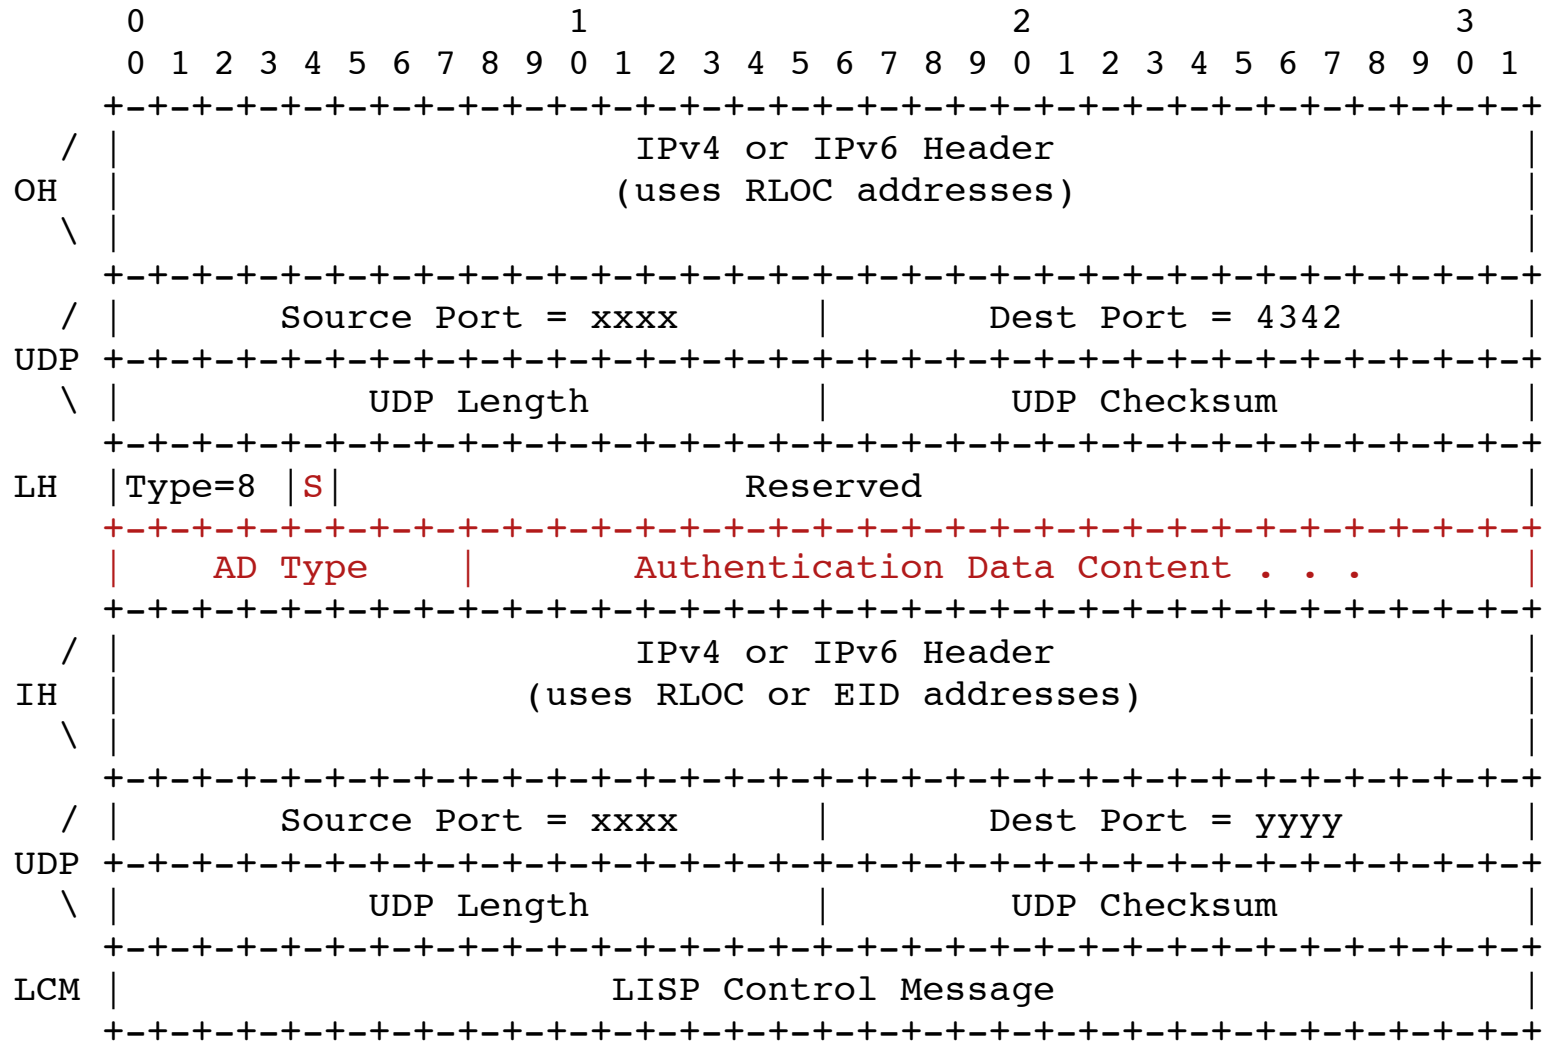 0                   1                   2                   3
        0 1 2 3 4 5 6 7 8 9 0 1 2 3 4 5 6 7 8 9 0 1 2 3 4 5 6 7 8 9 0 1
       +-+-+-+-+-+-+-+-+-+-+-+-+-+-+-+-+-+-+-+-+-+-+-+-+-+-+-+-+-+-+-+-+
     / |                       IPv4 or IPv6 Header                     |
   OH  |                      (uses RLOC addresses)                    |
     \ |                                                               |
       +-+-+-+-+-+-+-+-+-+-+-+-+-+-+-+-+-+-+-+-+-+-+-+-+-+-+-+-+-+-+-+-+
     / |       Source Port = xxxx      |       Dest Port = 4342        |
   UDP +-+-+-+-+-+-+-+-+-+-+-+-+-+-+-+-+-+-+-+-+-+-+-+-+-+-+-+-+-+-+-+-+
     \ |           UDP Length          |        UDP Checksum           |
       +-+-+-+-+-+-+-+-+-+-+-+-+-+-+-+-+-+-+-+-+-+-+-+-+-+-+-+-+-+-+-+-+
   LH  |Type=8 |S|                  Reserved                           |
       +-+-+-+-+-+-+-+-+-+-+-+-+-+-+-+-+-+-+-+-+-+-+-+-+-+-+-+-+-+-+-+-+
       |    AD Type    |       Authentication Data Content . . .       |
       +-+-+-+-+-+-+-+-+-+-+-+-+-+-+-+-+-+-+-+-+-+-+-+-+-+-+-+-+-+-+-+-+
     / |                       IPv4 or IPv6 Header                     |
   IH  |                  (uses RLOC or EID addresses)                 |
     \ |                                                               |
       +-+-+-+-+-+-+-+-+-+-+-+-+-+-+-+-+-+-+-+-+-+-+-+-+-+-+-+-+-+-+-+-+
     / |       Source Port = xxxx      |       Dest Port = yyyy        |
   UDP +-+-+-+-+-+-+-+-+-+-+-+-+-+-+-+-+-+-+-+-+-+-+-+-+-+-+-+-+-+-+-+-+
     \ |           UDP Length          |        UDP Checksum           |
       +-+-+-+-+-+-+-+-+-+-+-+-+-+-+-+-+-+-+-+-+-+-+-+-+-+-+-+-+-+-+-+-+
   LCM |                      LISP Control Message                     |
       +-+-+-+-+-+-+-+-+-+-+-+-+-+-+-+-+-+-+-+-+-+-+-+-+-+-+-+-+-+-+-+-+